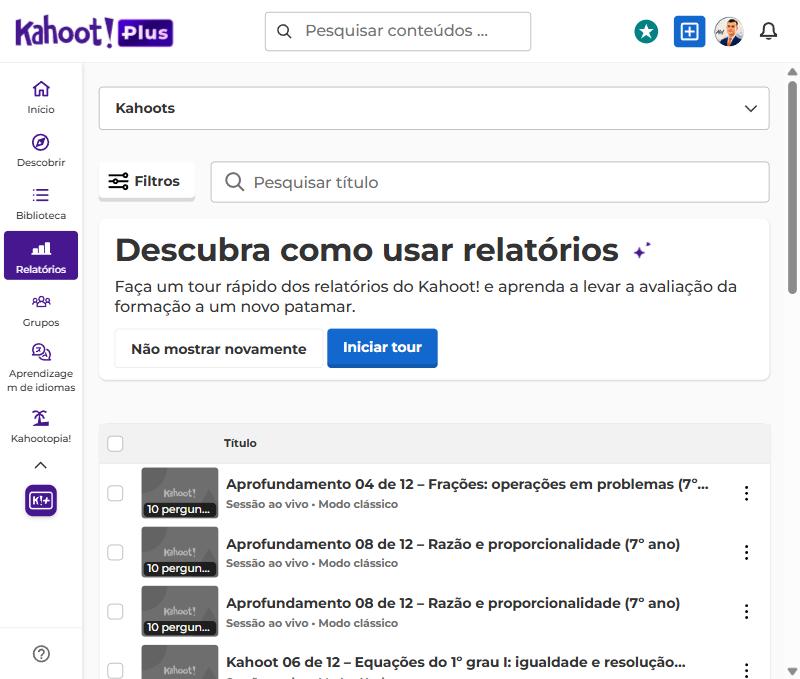 Kahoot! Plus
Pesquisar conteúdos ...
Início
Descobrir
Biblioteca
Relatórios
Grupos
Aprendizage
m de idiomas
Kahootopia!
K!+
Kahoots
Filtros
Pesquisar título
Descubra como usar relatórios
Faça um tour rápido dos relatórios do Kahoot! e aprenda a levar a avaliação da
formação a um novo patamar.
Não mostrar novamente
Iniciar tour
Título
Kahoot!
10 pergun...
Aprofundamento 04 de 12 – Frações: operações em problemas (7º...
Sessão ao vivo • Modo clássico
Kahoot!
10 pergun...
Aprofundamento 08 de 12 – Razão e proporcionalidade (7º ano)
Sessão ao vivo • Modo clássico
Kahoot!
10 pergun...
Aprofundamento 08 de 12 – Razão e proporcionalidade (7º ano)
Sessão ao vivo • Modo clássico
Kahoot!
Kahoot 06 de 12 – Equações do 1º grau I: igualdade e resolução...